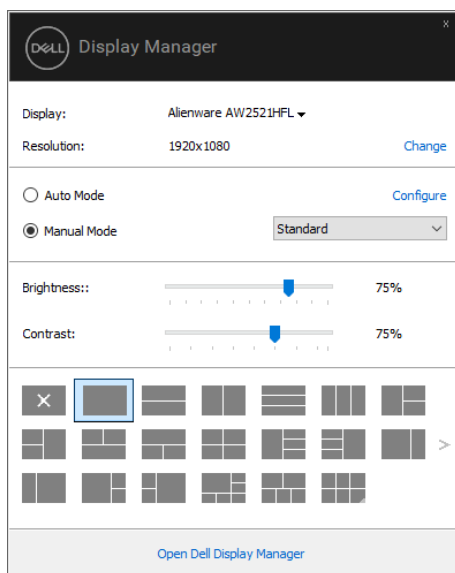 x
DELL Display Manager
Display: Alienware AW2521HFL
Resolution: 1920x1080 Change
Auto Mode Configure
Manual Mode Standard
Brightness:: 75%
Contrast: 75%
Open Dell Display Manager